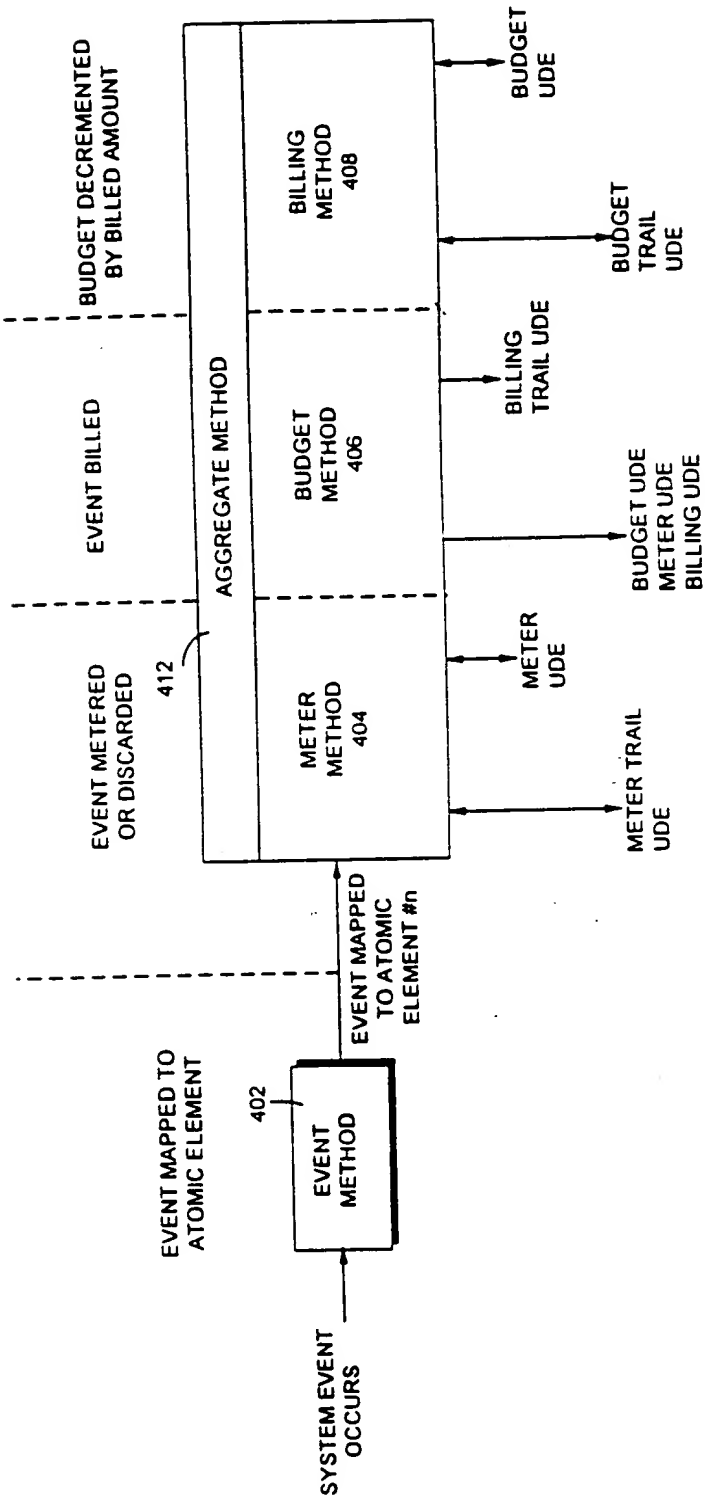 EVENT MAPPED TO
ATOMIC ELEMENT
EVENT METERED
OR DISCARDED
EVENT BILLED
BUDGET DECREMENTED
BY BILLED AMOUNT
412
AGGREGATE METHOD
402
SYSTEM EVENT
OCCURS
EVENT
METHOD
EVENT MAPPED
TO ATOMIC
ELEMENT #n
METER
METHOD
404
BUDGET
METHOD
406
BILLING
METHOD
408
METER TRAIL
UDE
METER
UDE
BUDGET UDE
METER UDE
BILLING UDE
BILLING
TRAIL UDE
BUDGET
TRAIL
UDE
BUDGET
UDE